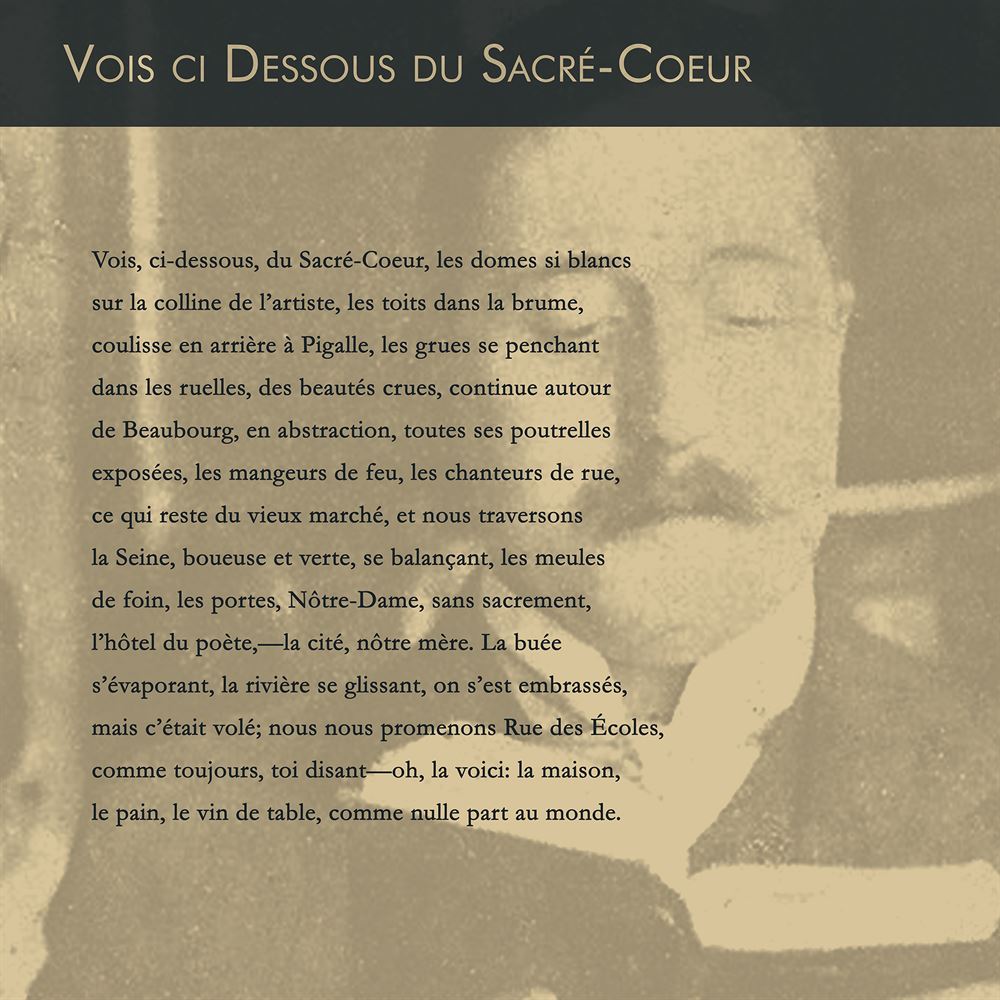 Vois ci Dessous du Sacré-Coeur
Vois, ci-dessous, du Sacré-Coeur, les domes si blancs
sur la colline de l’artiste, les toits dans la brume,
coulisse en arrière à Pigalle, les grues se penchant
dans les ruelles, des beautés crues, continue autour
de Beaubourg, en abstraction, toutes ses poutrelles
exposées, les mangeurs de feu, les chanteurs de rue,
ce qui reste du vieux marché, et nous traversons
la Seine, boueuse et verte, se balançant, les meules
de foin, les portes, Nôtre-Dame, sans sacrement,
l’hôtel du poète,—la cité, nôtre mère. La buée
s’évaporant, la rivière se glissant, on s’est embrassés,
mais c’était volé; nous nous promenons Rue des Écoles,
comme toujours, toi disant—oh, la voici: la maison,
le pain, le vin de table, comme nulle part au monde.